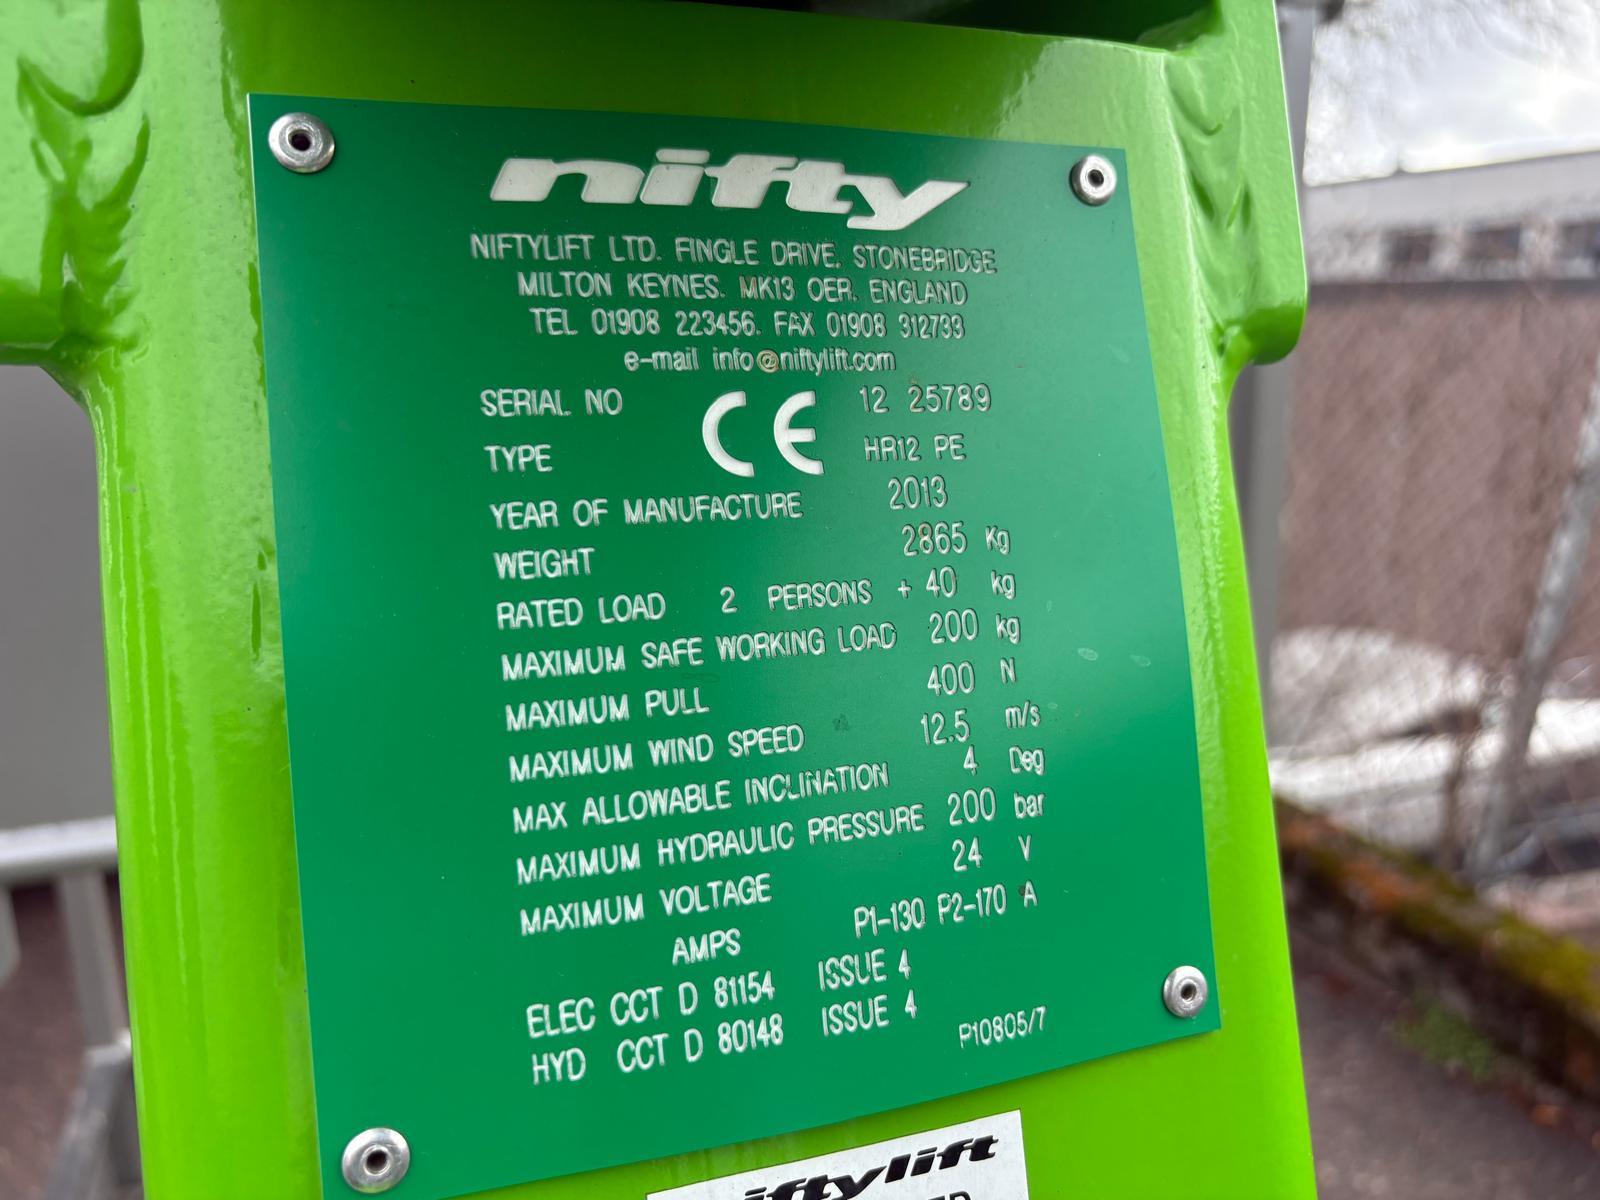 nifty
NIFTYLIFT LTD. FINGLE DRIVE. STONEBRIDGE
MILTON KEYNES. MK13 OER. ENGLAND
TEL 01908 223456. FAX 01908 312733
e-mail info@niftylift.com
SERIAL NO CE 12 25789
TYPE HR12 PE
YEAR OF MANUFACTURE 2013
WEIGHT 2865 Kg
RATED LOAD 2 PERSONS + 40 kg
MAXIMUM SAFE WORKING LOAD 200 kg
MAXIMUM PULL 400 N
MAXIMUM WIND SPEED 12.5 m/s
MAX ALLOWABLE INCLINATION 4 Deg
MAXIMUM HYDRAULIC PRESSURE 200 bar
MAXIMUM VOLTAGE 24 V
AMPS P1-130 P2-170 A
ELEC CCT D 81154 ISSUE 4
HYD CCT D 80148 ISSUE 4
P10805/7
niftylift